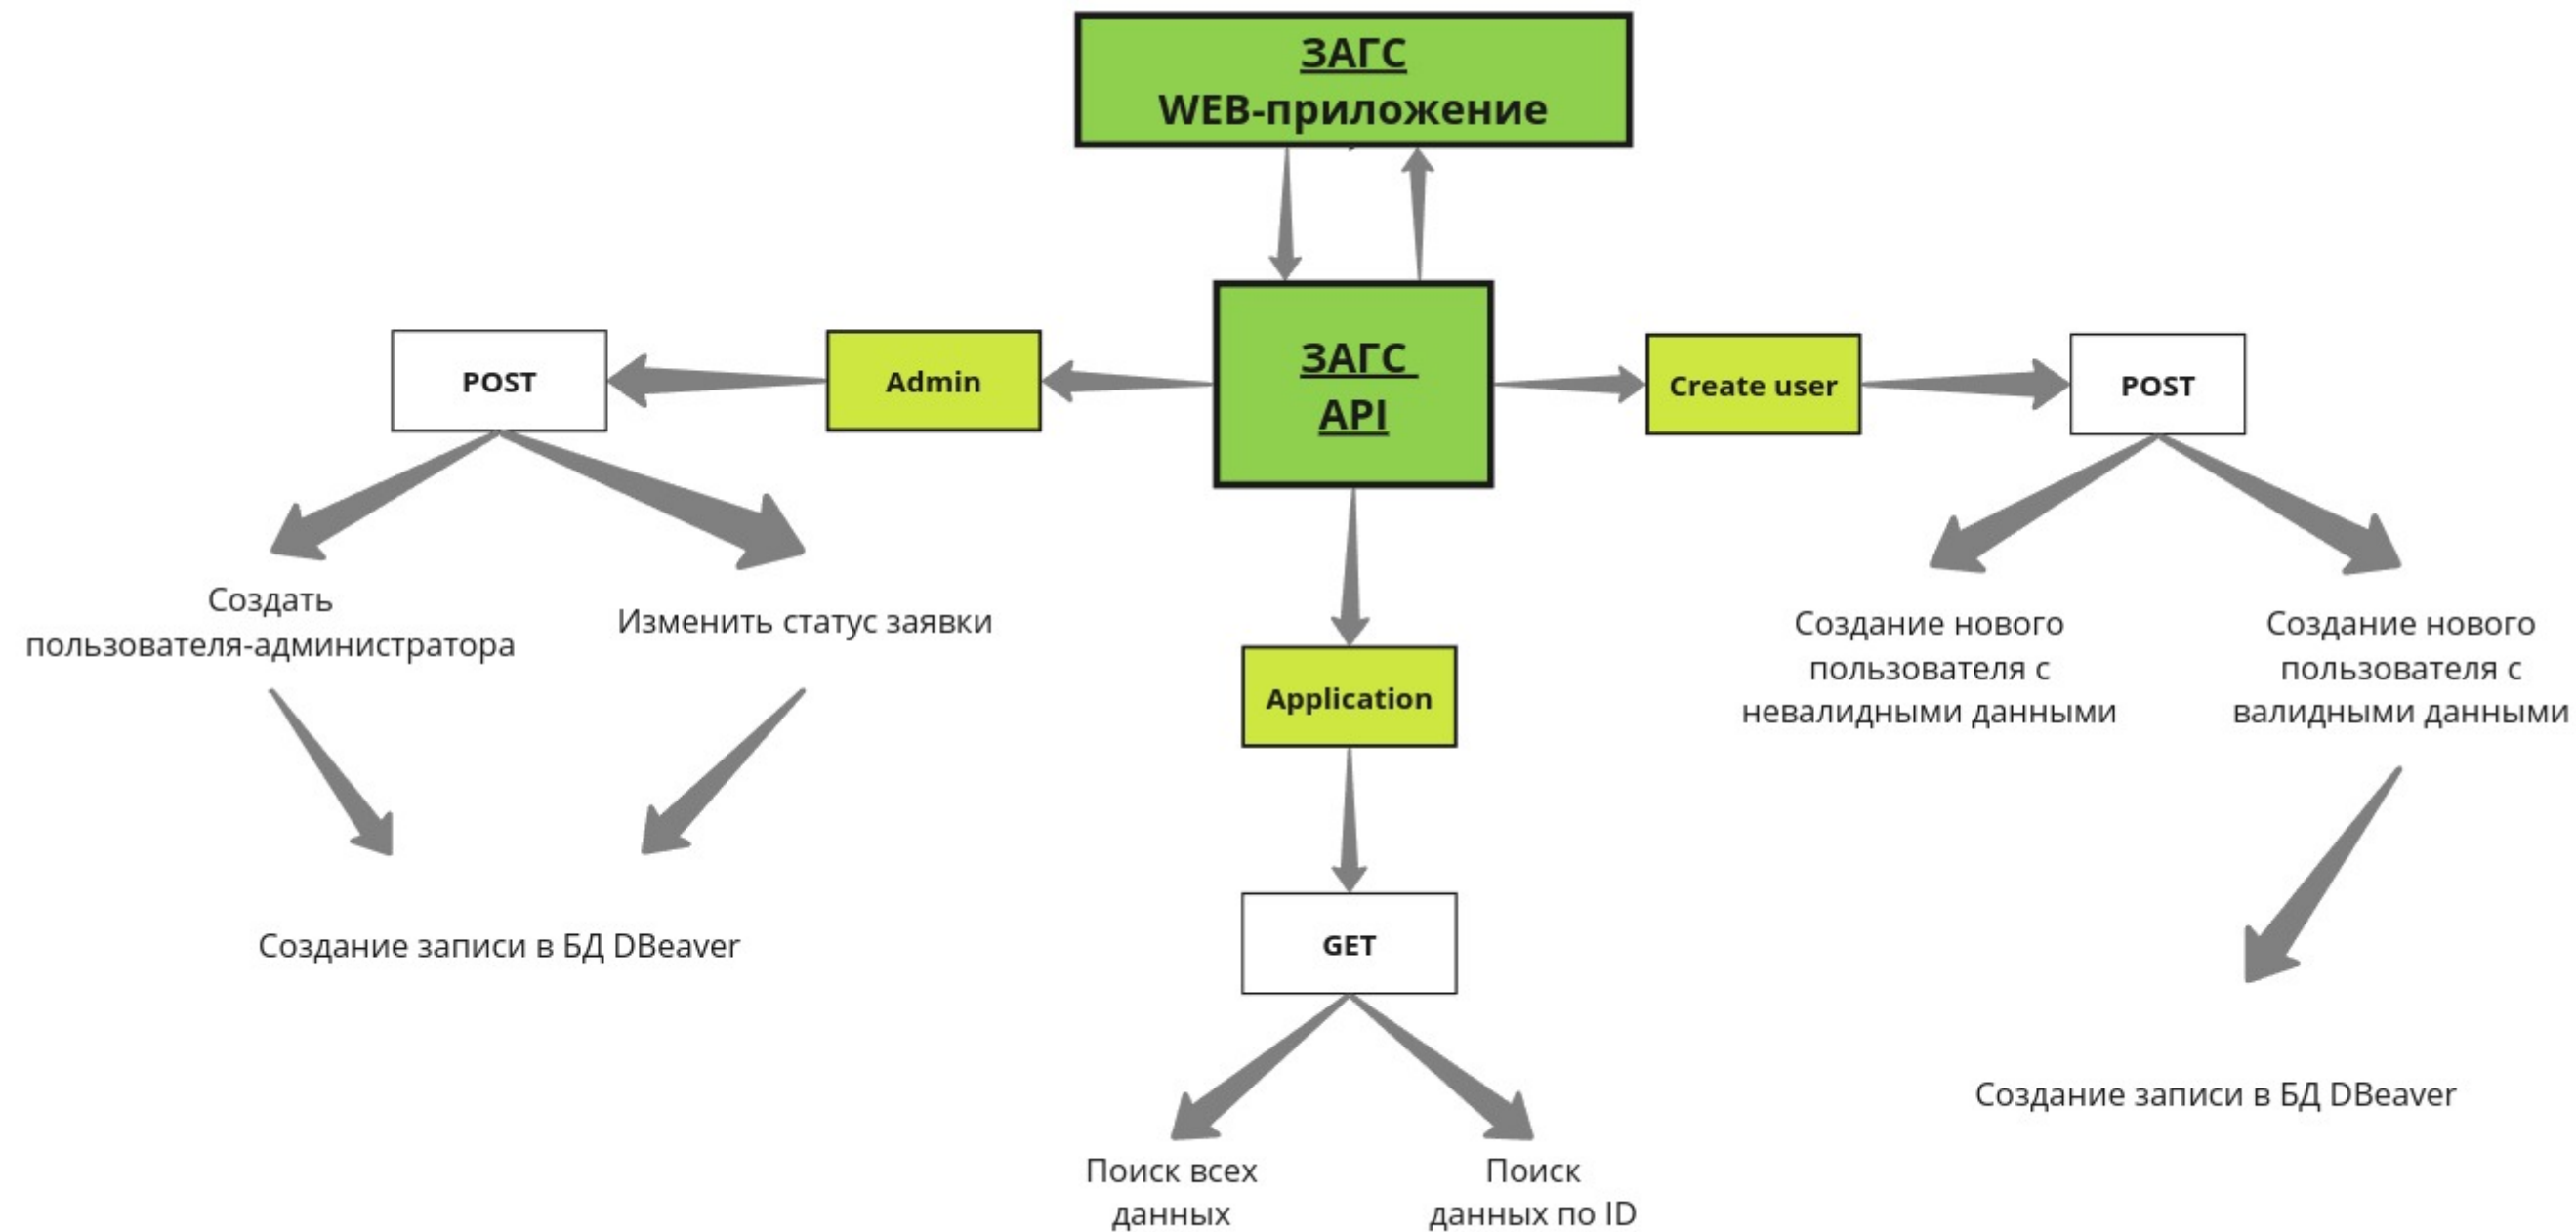 ЗАГС
WEB-приложение
POST
Admin
ЗАГС
API
Create user
POST
Создать
пользователя-администратора
Изменить статус заявки
Application
Создание нового
пользователя с
невалидными данными
Создание нового
пользователя с
валидными данными
Создание записи в БД DBeaver
GET
Создание записи в БД DBeaver
Поиск всех
данных
Поиск
данных по ID